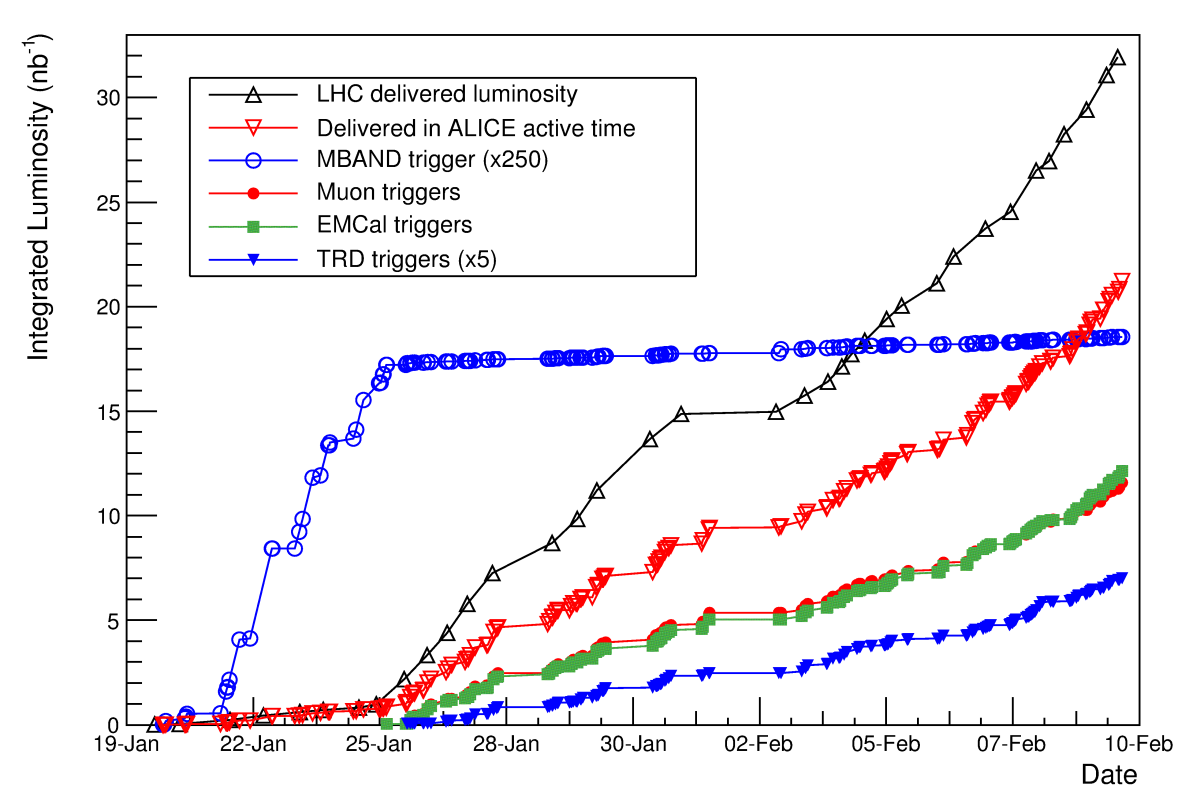 Integrated Luminosity (nb⁻¹)
LHC delivered luminosity
Delivered in ALICE active time
MBAND trigger (x250)
Muon triggers
EMCal triggers
TRD triggers (x5)
30
25
20
15
10
5
0
19-Jan 22-Jan 25-Jan 28-Jan 30-Jan 02-Feb 05-Feb 07-Feb 10-Feb
Date